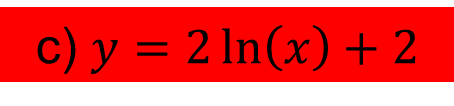 c) y = 2 ln(x) + 2